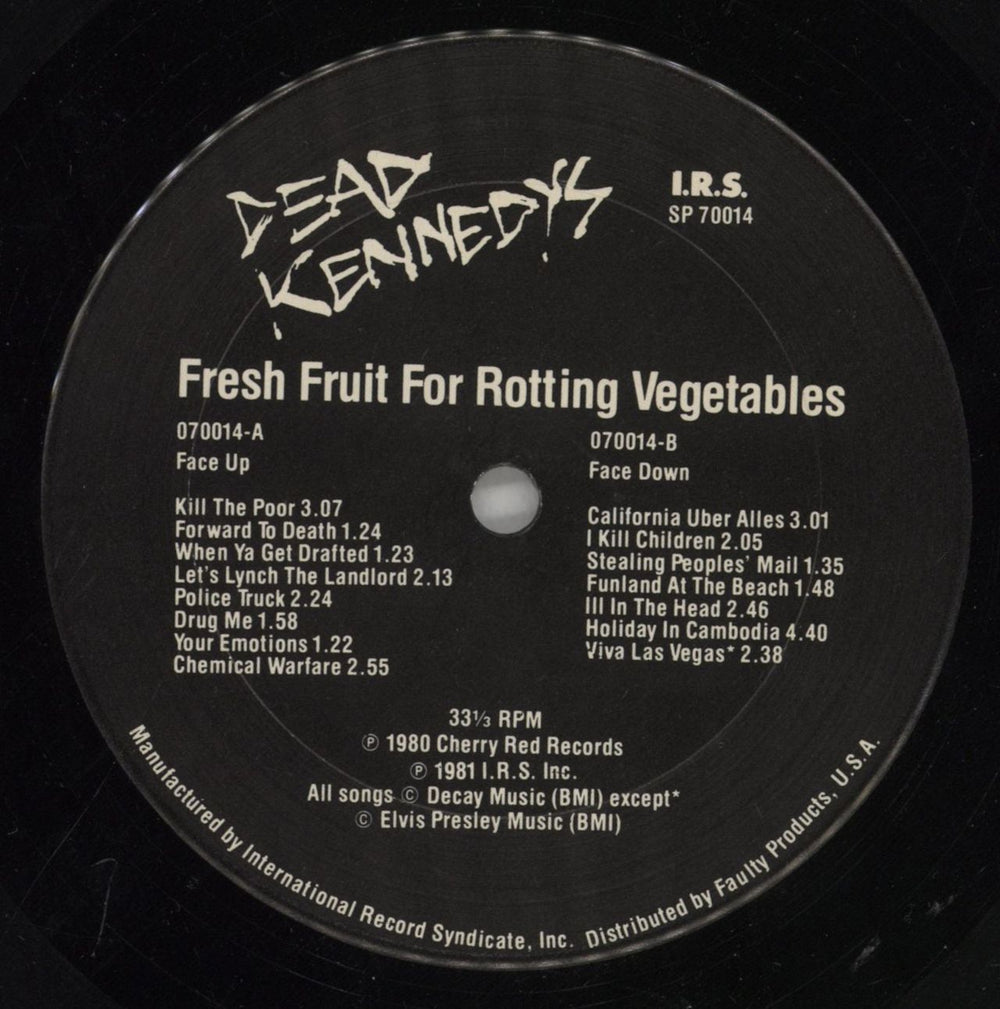 DEAD
KENNEDYS
I.R.S.
SP 70014
Fresh Fruit For Rotting Vegetables
070014-A
Face Up
Kill The Poor 3.07
Forward To Death 1.24
When Ya Get Drafted 1.23
Let's Lynch The Landlord 2.13
Police Truck 2.24
Drug Me 1.58
Your Emotions 1.22
Chemical Warfare 2.55
070014-B
Face Down
California Uber Alles 3.01
I Kill Children 2.05
Stealing Peoples' Mail 1.35
Funland At The Beach 1.48
Ill In The Head 2.46
Holiday In Cambodia 4.40
Viva Las Vegas* 2.38
33⅓ RPM
℗ 1980 Cherry Red Records
℗ 1981 I.R.S. Inc.
All songs © Decay Music (BMI) except*
© Elvis Presley Music (BMI)
Manufactured by International Record Syndicate, Inc. Distributed by Faulty Products, U.S.A.